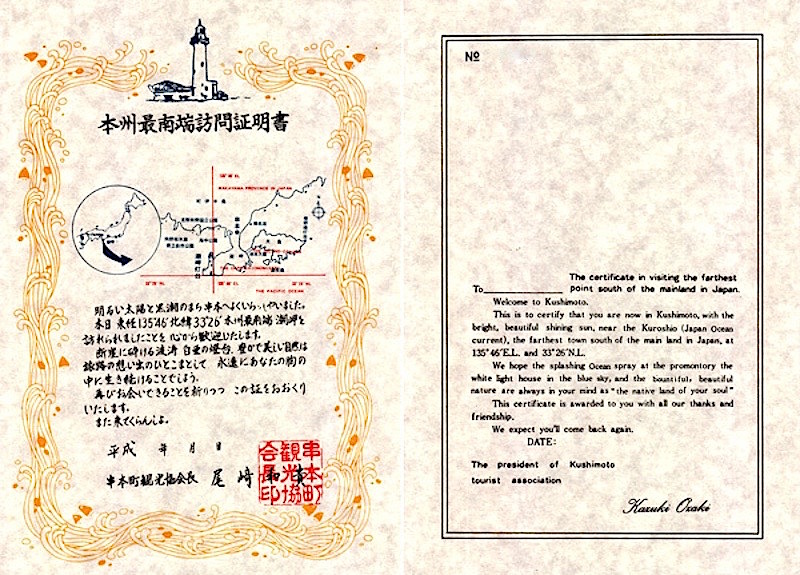 本州最南端訪問証明書
WAKAYAMA PROVINCE IN JAPAN
THE PACIFIC OCEAN
明るい太陽と黒潮のまち串本へよくいらっしゃいました。
本日 東経135°46′北緯33°26′本州最南端 潮岬を
訪れられましたことを 心から歓迎いたします。
断崖に砕ける波涛 白亜の燈台、豊かで美しい自然は
旅路の想い出のひとこまとして 永遠にあなたの胸の
中に生き続けることでしょう。
再びお会いできることを祈りつつ この証をおおくり
いたします。
また来てくらんしよ。
平成 年 月 日
串本町観光協会長 尾﨑
串本町観光協会長印
№
The certificate in visiting the farthest
To point south of the mainland in Japan.
Welcome to Kushimoto.
This is to certify that you are now in Kushimoto, with the
bright, beautiful shining sun, near the Kuroshio (Japan Ocean
current), the farthest town south of the main land in Japan, at
135°46′E.L. and 33°26′N.L.
We hope the splashing Ocean spray at the promontory the
white light house in the blue sky, and the bountiful, beautiful
nature are always in your mind as "the native land of your soul"
This certificate is awarded to you with all our thanks and
friendship.
We expect you'll come back again.
DATE:
The president of Kushimoto
tourist association
Kazuki Ozaki